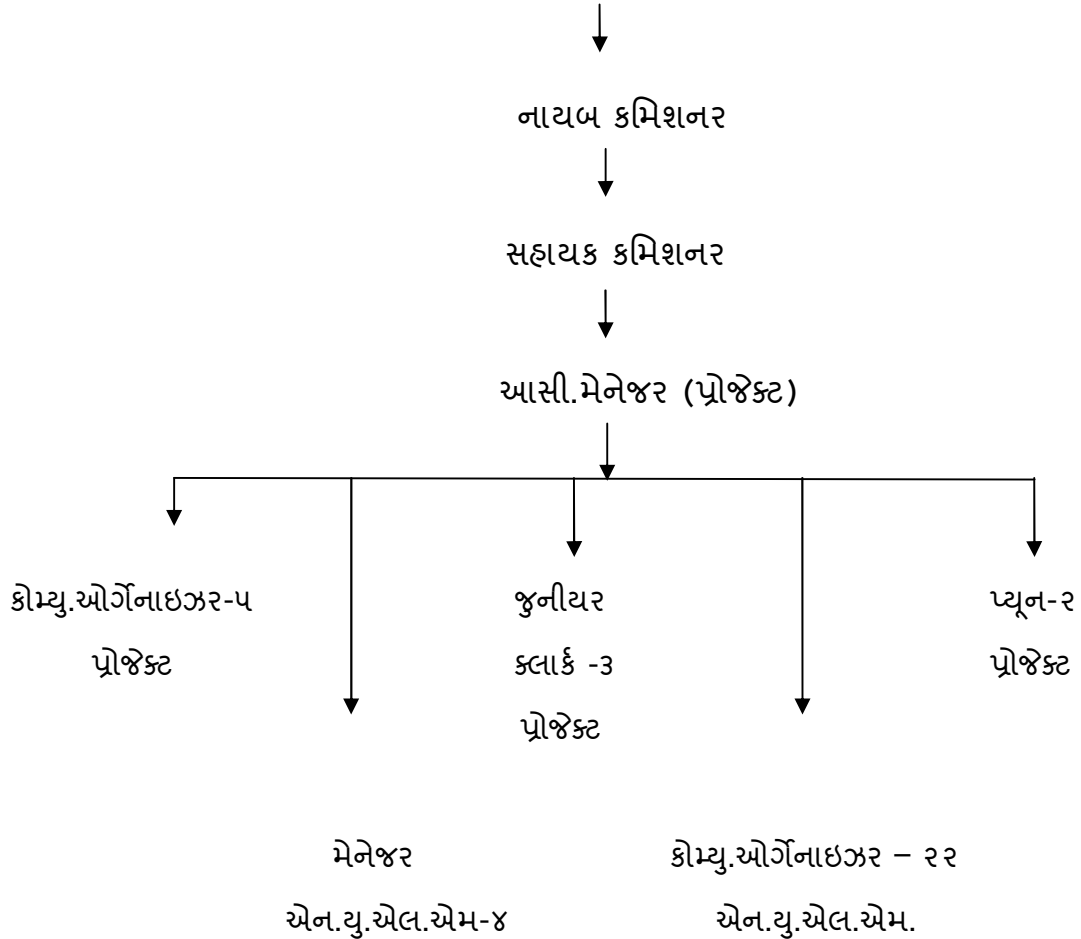 નાયબ કમિશનર
સહાયક કમિશનર
આસી.મેનેજર (પ્રોજેક્ટ)
કોમ્યુ.ઓર્ગેનાઇઝર-૫
પ્રોજેક્ટ
જુનીયર
ક્લાર્ક -૩
પ્રોજેક્ટ
પ્યૂન-૨
પ્રોજેક્ટ
મેનેજર
એન.યુ.એલ.એમ-૪
કોમ્યુ.ઓર્ગેનાઇઝર – ૨૨
એન.યુ.એલ.એમ.